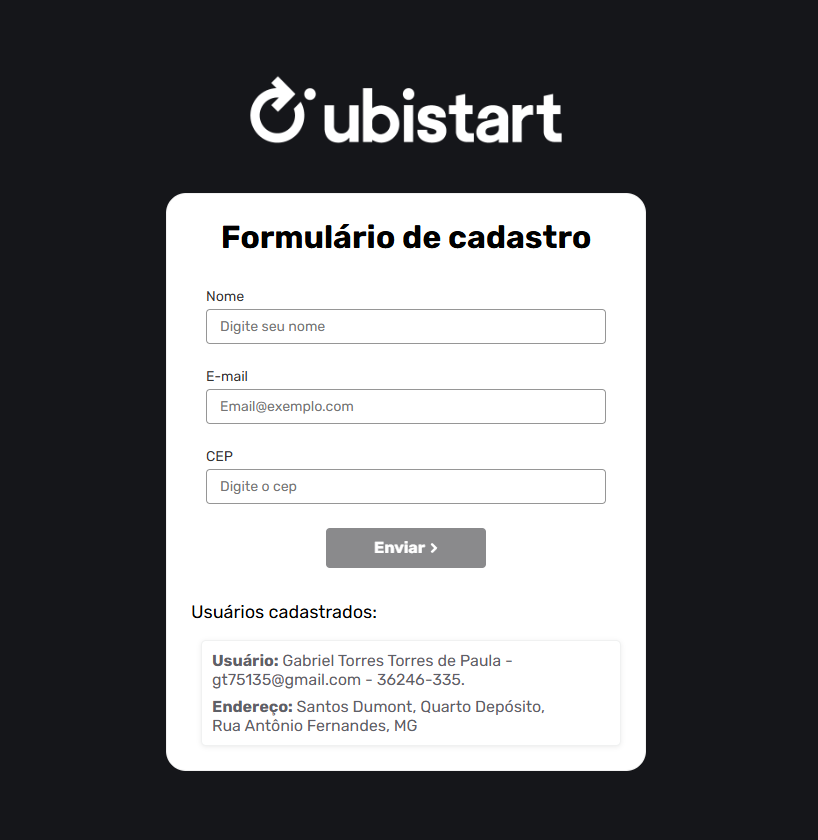 ubistart
Formulário de cadastro
Nome
Digite seu nome
E-mail
Email@exemplo.com
CEP
Digite o cep
Enviar
Usuários cadastrados:
Usuário: Gabriel Torres Torres de Paula -
gt75135@gmail.com - 36246-335.
Endereço: Santos Dumont, Quarto Depósito,
Rua Antônio Fernandes, MG